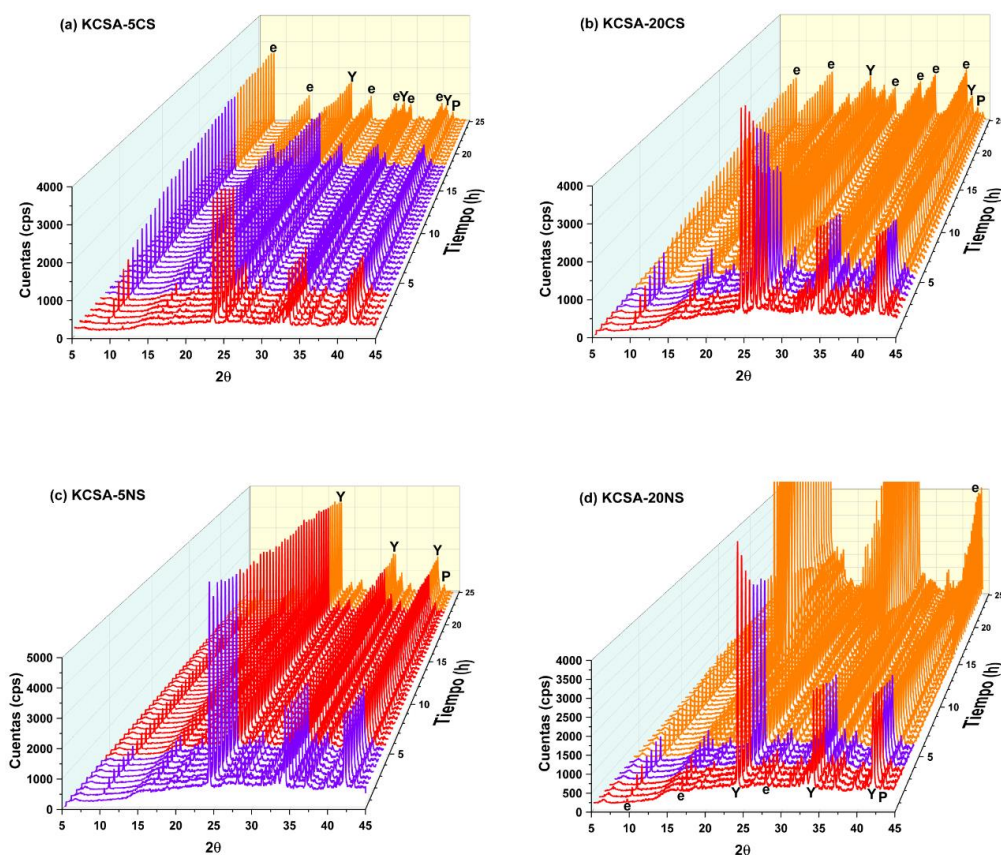 (a) KCSA-5CS
e e Y e eYe eYP
Cuentas (cps)
4000
3000
2000
1000
0
5 10 15 20 25 30 35 40 45
2θ
5 10 15 20 25
Tiempo (h)
(b) KCSA-20CS
e e Y e e e e Y P
Cuentas (cps)
4000
3000
2000
1000
0
5 10 15 20 25 30 35 40 45
2θ
5 10 15 20 25
Tiempo (h)
(c) KCSA-5NS
Y Y Y P
Cuentas (cps)
5000
4000
3000
2000
1000
0
5 10 15 20 25 30 35 40 45
2θ
5 10 15 20 25
Tiempo (h)
(d) KCSA-20NS
e
Cuentas (cps)
4000
3500
3000
2500
2000
1500
1000
500
0
e e Y e Y Y P
5 10 15 20 25 30 35 40 45
2θ
5 10 15 20 25
Tiempo (h)